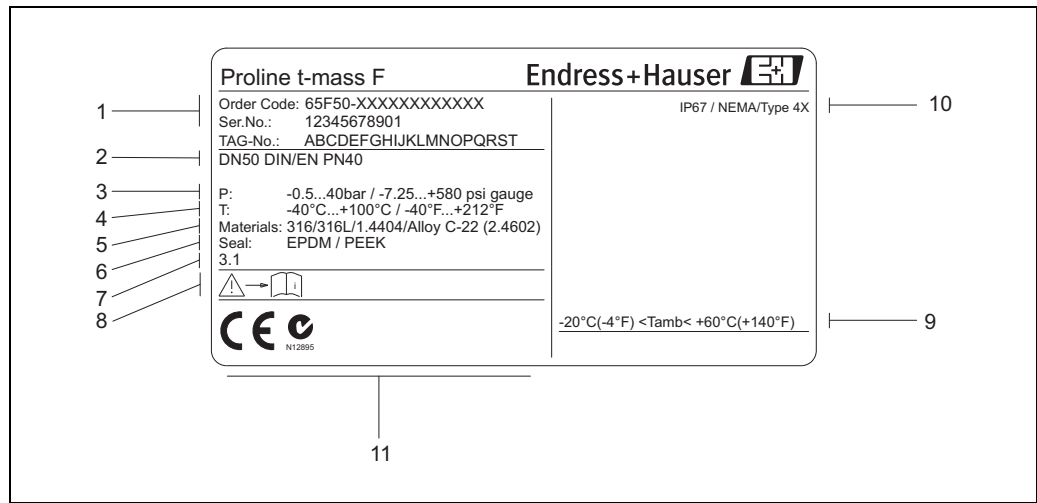 Proline t-mass F
Endress+Hauser
1
Order Code: 65F50-XXXXXXXXXXXX
Ser.No.: 12345678901
TAG-No.: ABCDEFGHIJKLMNOPQRST
2
DN50 DIN/EN PN40
3
P: -0.5...40bar / -7.25...+580 psi gauge
4
T: -40°C...+100°C / -40°F...+212°F
5
Materials: 316/316L/1.4404/Alloy C-22 (2.4602)
6
Seal: EPDM / PEEK
7
3.1
8
i
CE
N12895
IP67 / NEMA/Type 4X
10
-20°C(-4°F) <Tamb< +60°C(+140°F)
9
11